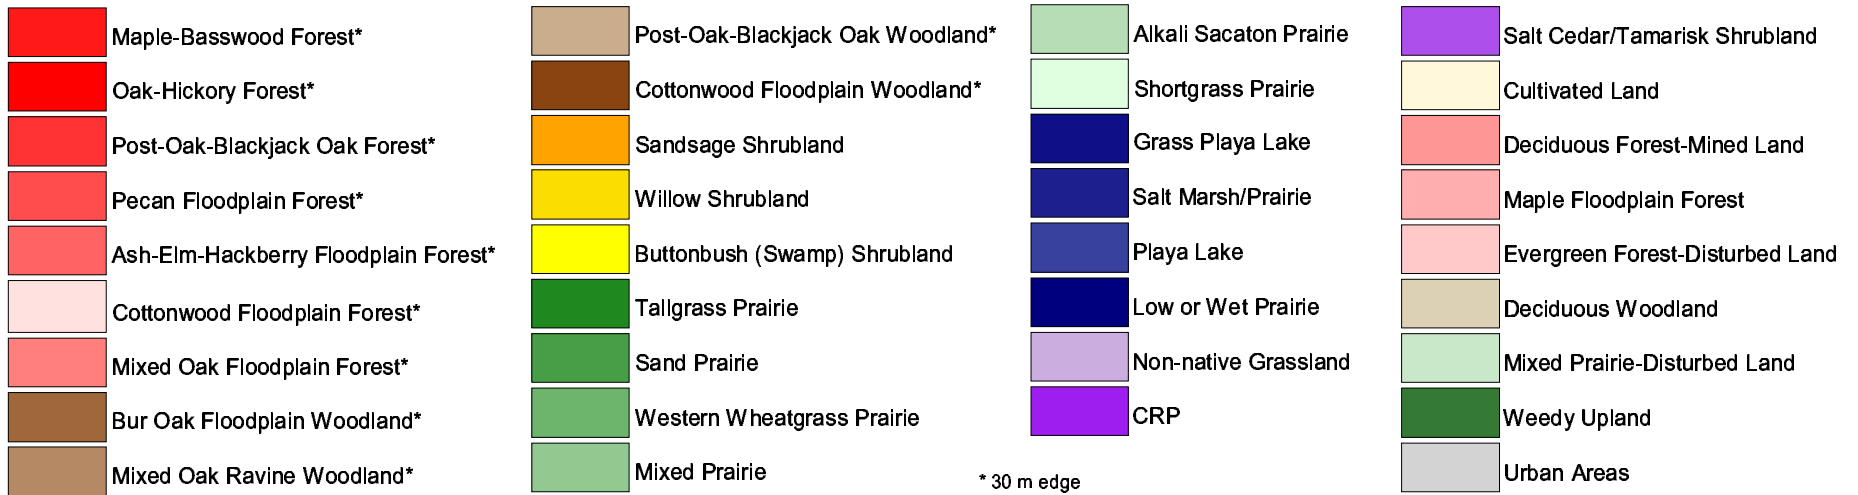 Maple-Basswood Forest*
Oak-Hickory Forest*
Post-Oak-Blackjack Oak Forest*
Pecan Floodplain Forest*
Ash-Elm-Hackberry Floodplain Forest*
Cottonwood Floodplain Forest*
Mixed Oak Floodplain Forest*
Bur Oak Floodplain Woodland*
Mixed Oak Ravine Woodland*
Post-Oak-Blackjack Oak Woodland*
Cottonwood Floodplain Woodland*
Sandsage Shrubland
Willow Shrubland
Buttonbush (Swamp) Shrubland
Tallgrass Prairie
Sand Prairie
Western Wheatgrass Prairie
Mixed Prairie
Alkali Sacaton Prairie
Shortgrass Prairie
Grass Playa Lake
Salt Marsh/Prairie
Playa Lake
Low or Wet Prairie
Non-native Grassland
CRP
* 30 m edge
Salt Cedar/Tamarisk Shrubland
Cultivated Land
Deciduous Forest-Mined Land
Maple Floodplain Forest
Evergreen Forest-Disturbed Land
Deciduous Woodland
Mixed Prairie-Disturbed Land
Weedy Upland
Urban Areas